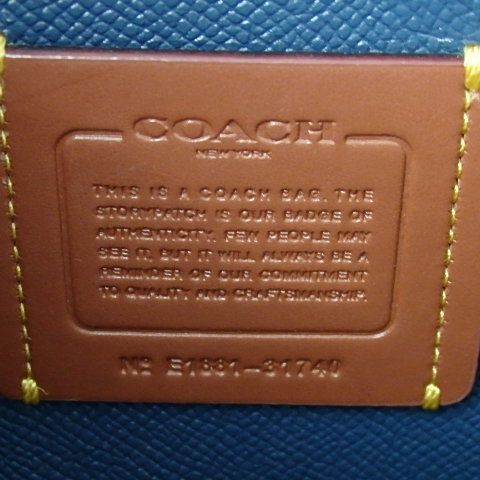 COACH
NEW YORK
THIS IS A COACH BAG. THE
STORYPATCH IS OUR BADGE OF
AUTHENTICITY. FEW PEOPLE MAY
SEE IT, BUT IT WILL ALWAYS BE A
REMINDER OF OUR COMMITMENT
TO QUALITY AND CRAFTSMANSHIP.
Nº E1881-31740